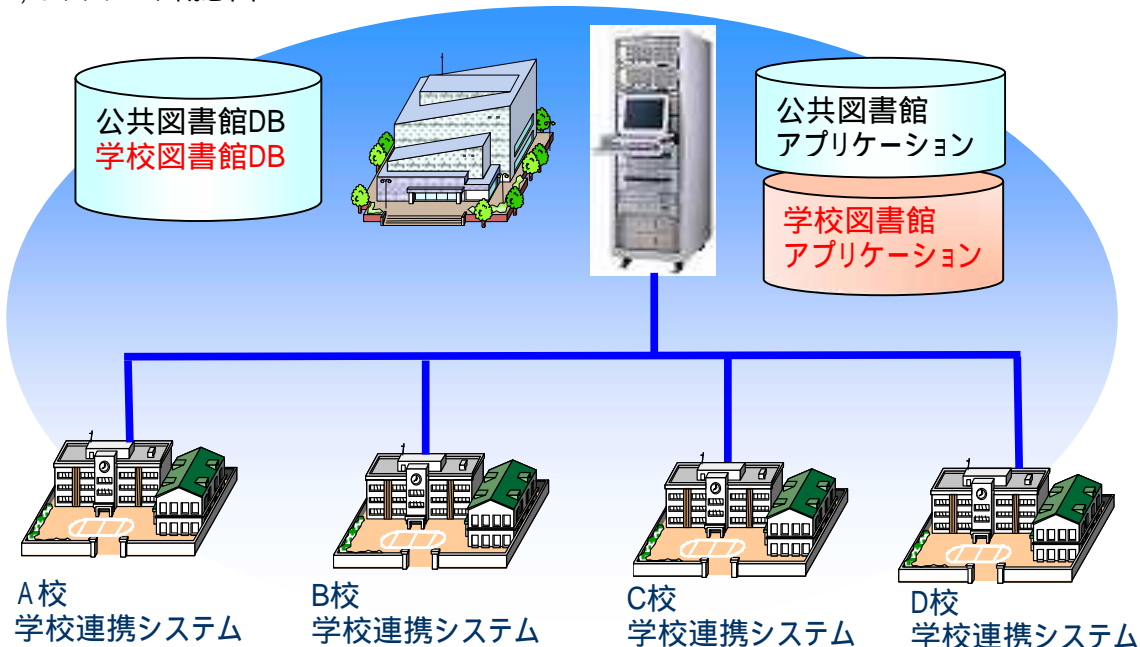 公共図書館DB
学校図書館DB
公共図書館
アプリケーション
学校図書館
アプリケーション
A校
学校連携システム
B校
学校連携システム
C校
学校連携システム
D校
学校連携システム